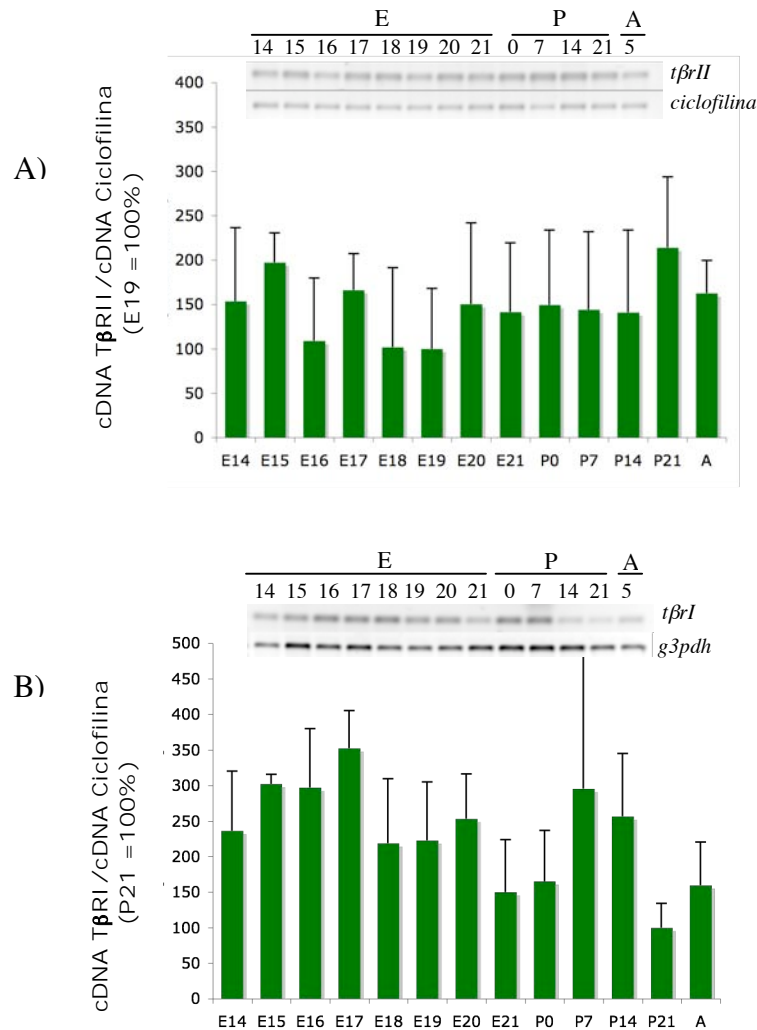 E P A
14 15 16 17 18 19 20 21 0 7 14 21 5
tβrII
ciclofilina
A)
cDNA TβRII/cDNA Ciclofilina
(E19 =100%)
400
350
300
250
200
150
100
50
0
E14 E15 E16 E17 E18 E19 E20 E21 P0 P7 P14 P21 A
E P A
14 15 16 17 18 19 20 21 0 7 14 21 5
tβrI
g3pdh
B)
cDNA TβRI/cDNA Ciclofilina
(P21 =100%)
500
450
400
350
300
250
200
150
100
50
0
E14 E15 E16 E17 E18 E19 E20 E21 P0 P7 P14 P21 A